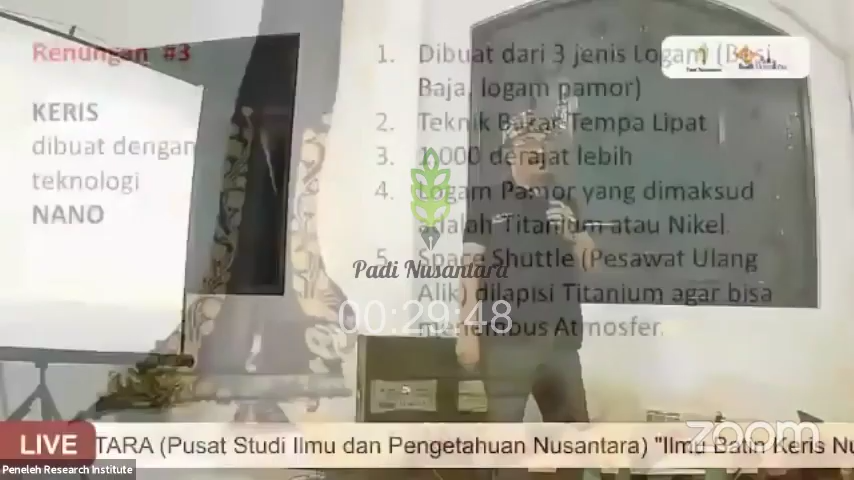 Renungan #3
KERIS
dibuat dengan
teknologi
NANO
1. Dibuat dari 3 jenis Logam (Besi
Baja, logam pamor)
2. Teknik Bakar Tempa Lipat
3. 1.000 derajat lebih
4. Logam Pamor yang dimaksud
adalah Titanium atau Nikel.
5. Space Shuttle (Pesawat Ulang
Alik) dilapisi Titanium agar bisa
menembus Atmosfer.
Padi Nusantara
00:29:48
zoom
LIVE
TARA (Pusat Studi Ilmu dan Pengetahuan Nusantara) "Ilmu Batin Keris Nu
Peneleh Research Institute